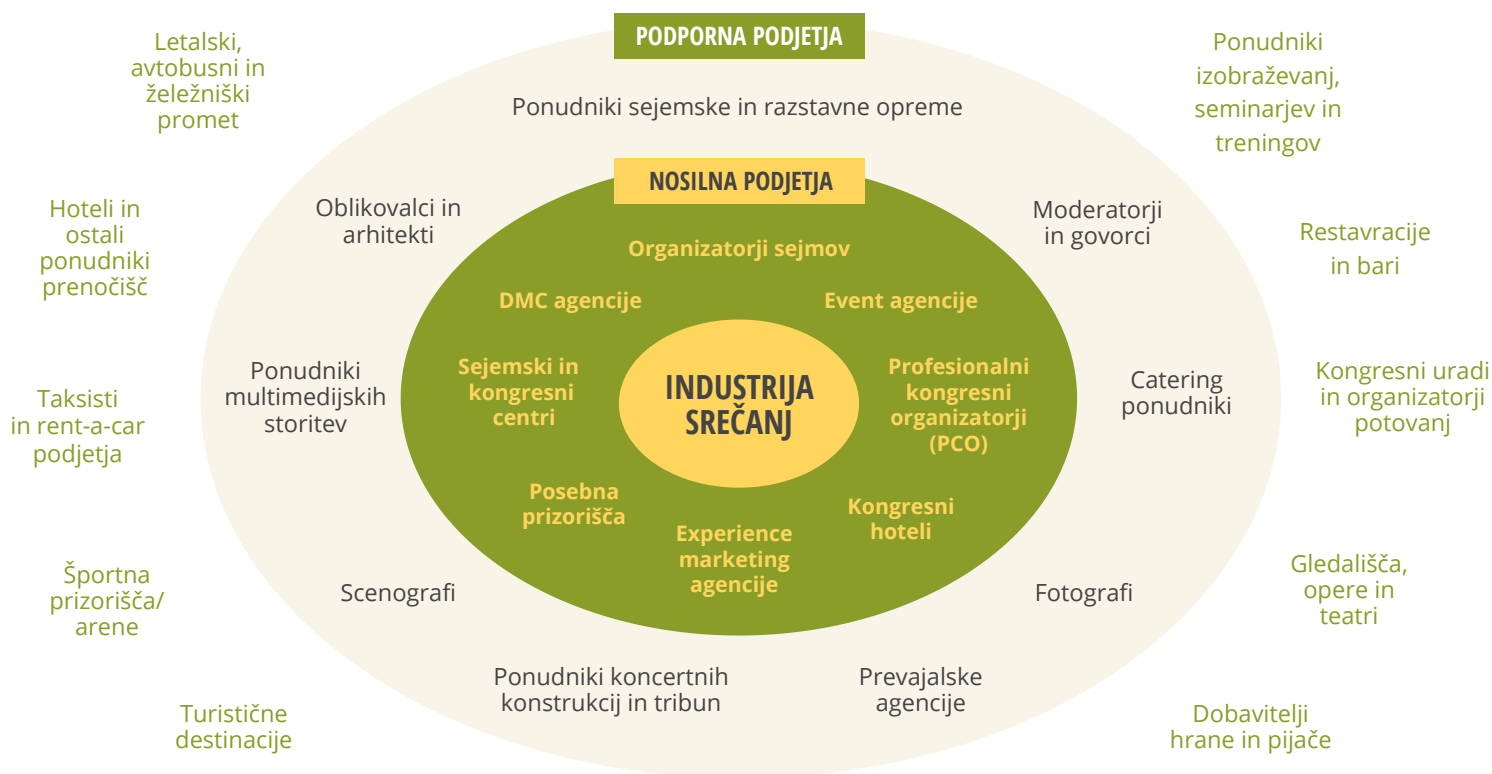 PODPORNA PODJETJA
Ponudniki sejemske in razstavne opreme
Oblikovalci in
arhitekti
Moderatorji
in govorci
Ponudniki
multimedijskih
storitev
Catering
ponudniki
Scenografi
Fotografi
Ponudniki koncertnih
konstrukcij in tribun
Prevajalske
agencije
NOSILNA PODJETJA
Organizatorji sejmov
DMC agencije
Event agencije
Sejemski in
kongresni
centri
Profesionalni
kongresni
organizatorji
(PCO)
Posebna
prizorišča
Experience
marketing
agencije
Kongresni
hoteli
INDUSTRIJA
SREČANJ
Letalski,
avtobusni in
železniški
promet
Hoteli in
ostali
ponudniki
prenočišč
Taksisti
in rent-a-car
podjetja
Športna
prizorišča/
arene
Turistične
destinacije
Ponudniki
izobraževanj,
seminarjev in
treningov
Restavracije
in bari
Kongresni uradi
in organizatorji
potovanj
Gledališča,
opere in
teatri
Dobavitelji
hrane in pijače